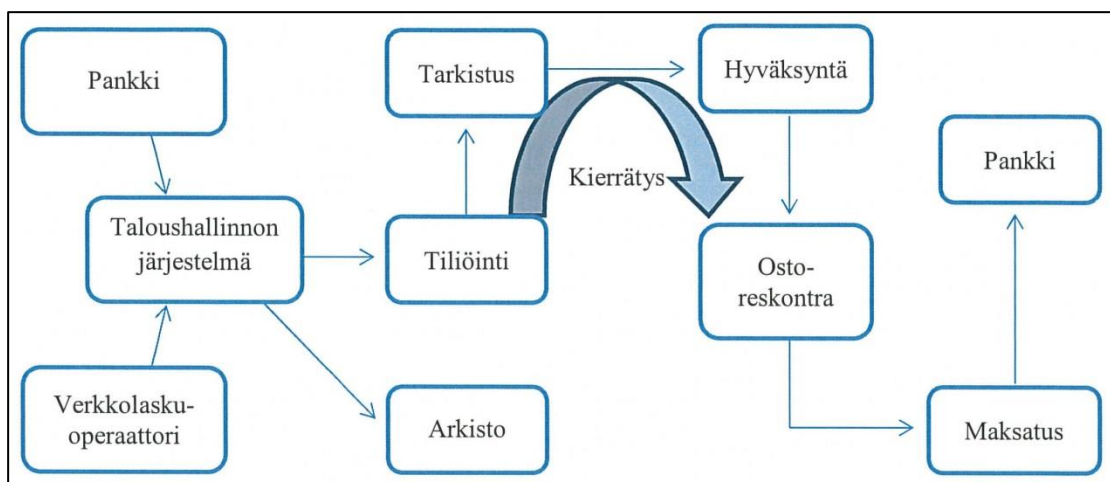 Pankki
Tarkistus
Hyväksyntä
Pankki
Kierrätys
Taloushallinnon
järjestelmä
Tiliöinti
Osto-
reskontra
Verkkolasku-
operaattori
Arkisto
Maksatus